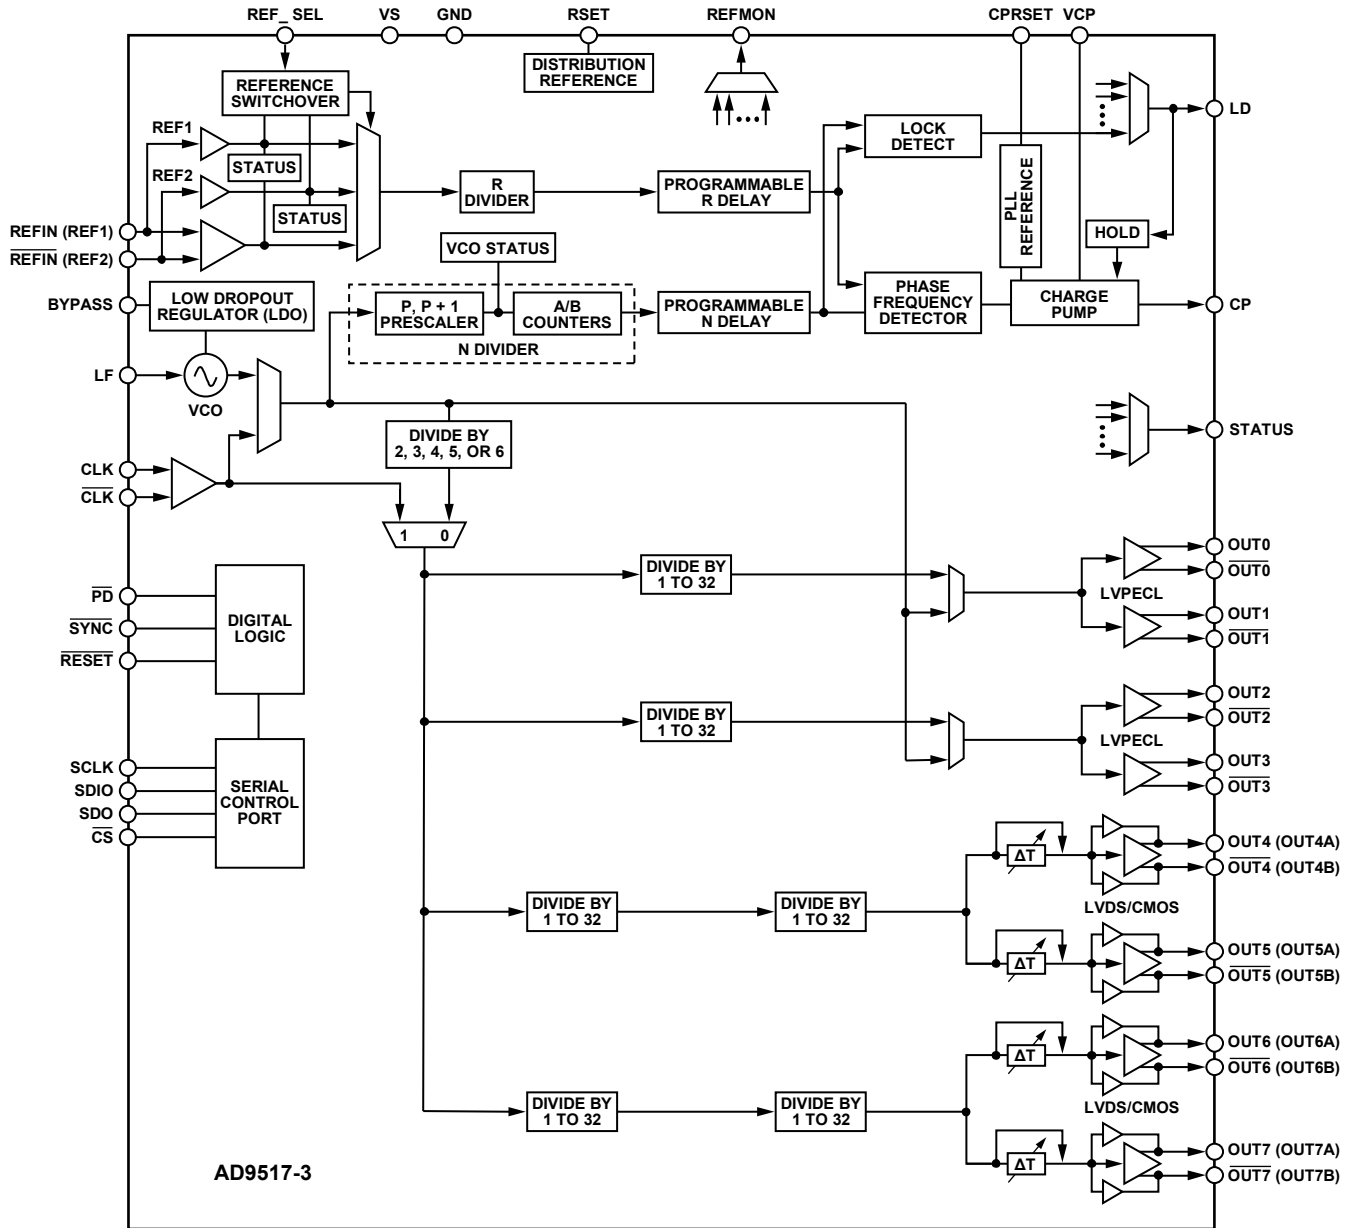 REF_ SEL
VS
GND
RSET
REFMON
CPRSET
VCP
DISTRIBUTION
REFERENCE
REFERENCE
SWITCHOVER
REF1
STATUS
REF2
STATUS
R
DIVIDER
PROGRAMMABLE
R DELAY
LOCK
DETECT
PLL
REFERENCE
LD
HOLD
REFIN (REF1)
REFIN (REF2)
BYPASS
LOW DROPOUT
REGULATOR (LDO)
VCO STATUS
P, P + 1
PRESCALER
A/B
COUNTERS
N DIVIDER
PROGRAMMABLE
N DELAY
PHASE
FREQUENCY
DETECTOR
CHARGE
PUMP
CP
LF
VCO
STATUS
DIVIDE BY
2, 3, 4, 5, OR 6
CLK
CLK
1 0
PD
SYNC
RESET
DIGITAL
LOGIC
DIVIDE BY
1 TO 32
LVPECL
OUT0
OUT0
OUT1
OUT1
DIVIDE BY
1 TO 32
LVPECL
OUT2
OUT2
OUT3
OUT3
SCLK
SDIO
SDO
CS
SERIAL
CONTROL
PORT
DIVIDE BY
1 TO 32
DIVIDE BY
1 TO 32
ΔT
ΔT
LVDS/CMOS
OUT4 (OUT4A)
OUT4 (OUT4B)
OUT5 (OUT5A)
OUT5 (OUT5B)
DIVIDE BY
1 TO 32
DIVIDE BY
1 TO 32
ΔT
ΔT
LVDS/CMOS
OUT6 (OUT6A)
OUT6 (OUT6B)
OUT7 (OUT7A)
OUT7 (OUT7B)
AD9517-3